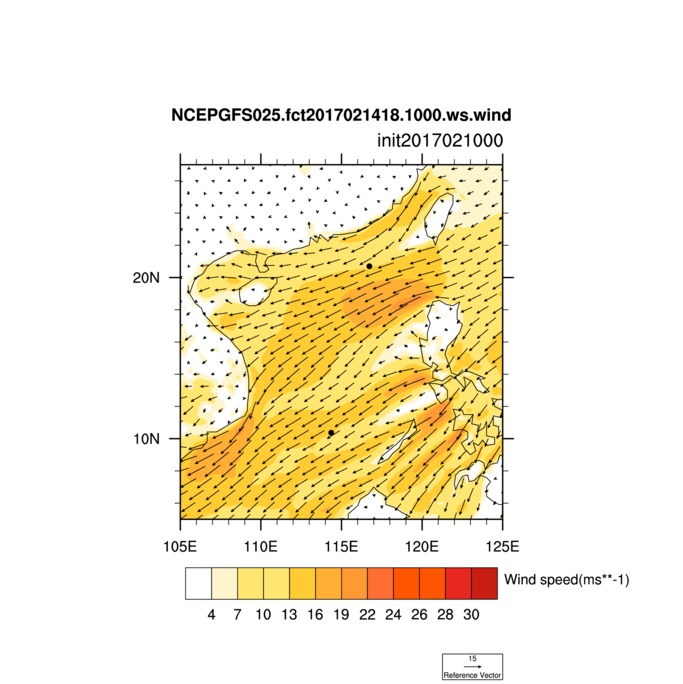 NCEPGFS025.fct2017021418.1000.ws.wind
init2017021000
20N
10N
105E 110E 115E 120E 125E
Wind speed(ms**-1)
4 7 10 13 16 19 22 24 26 28 30
15
Reference Vector